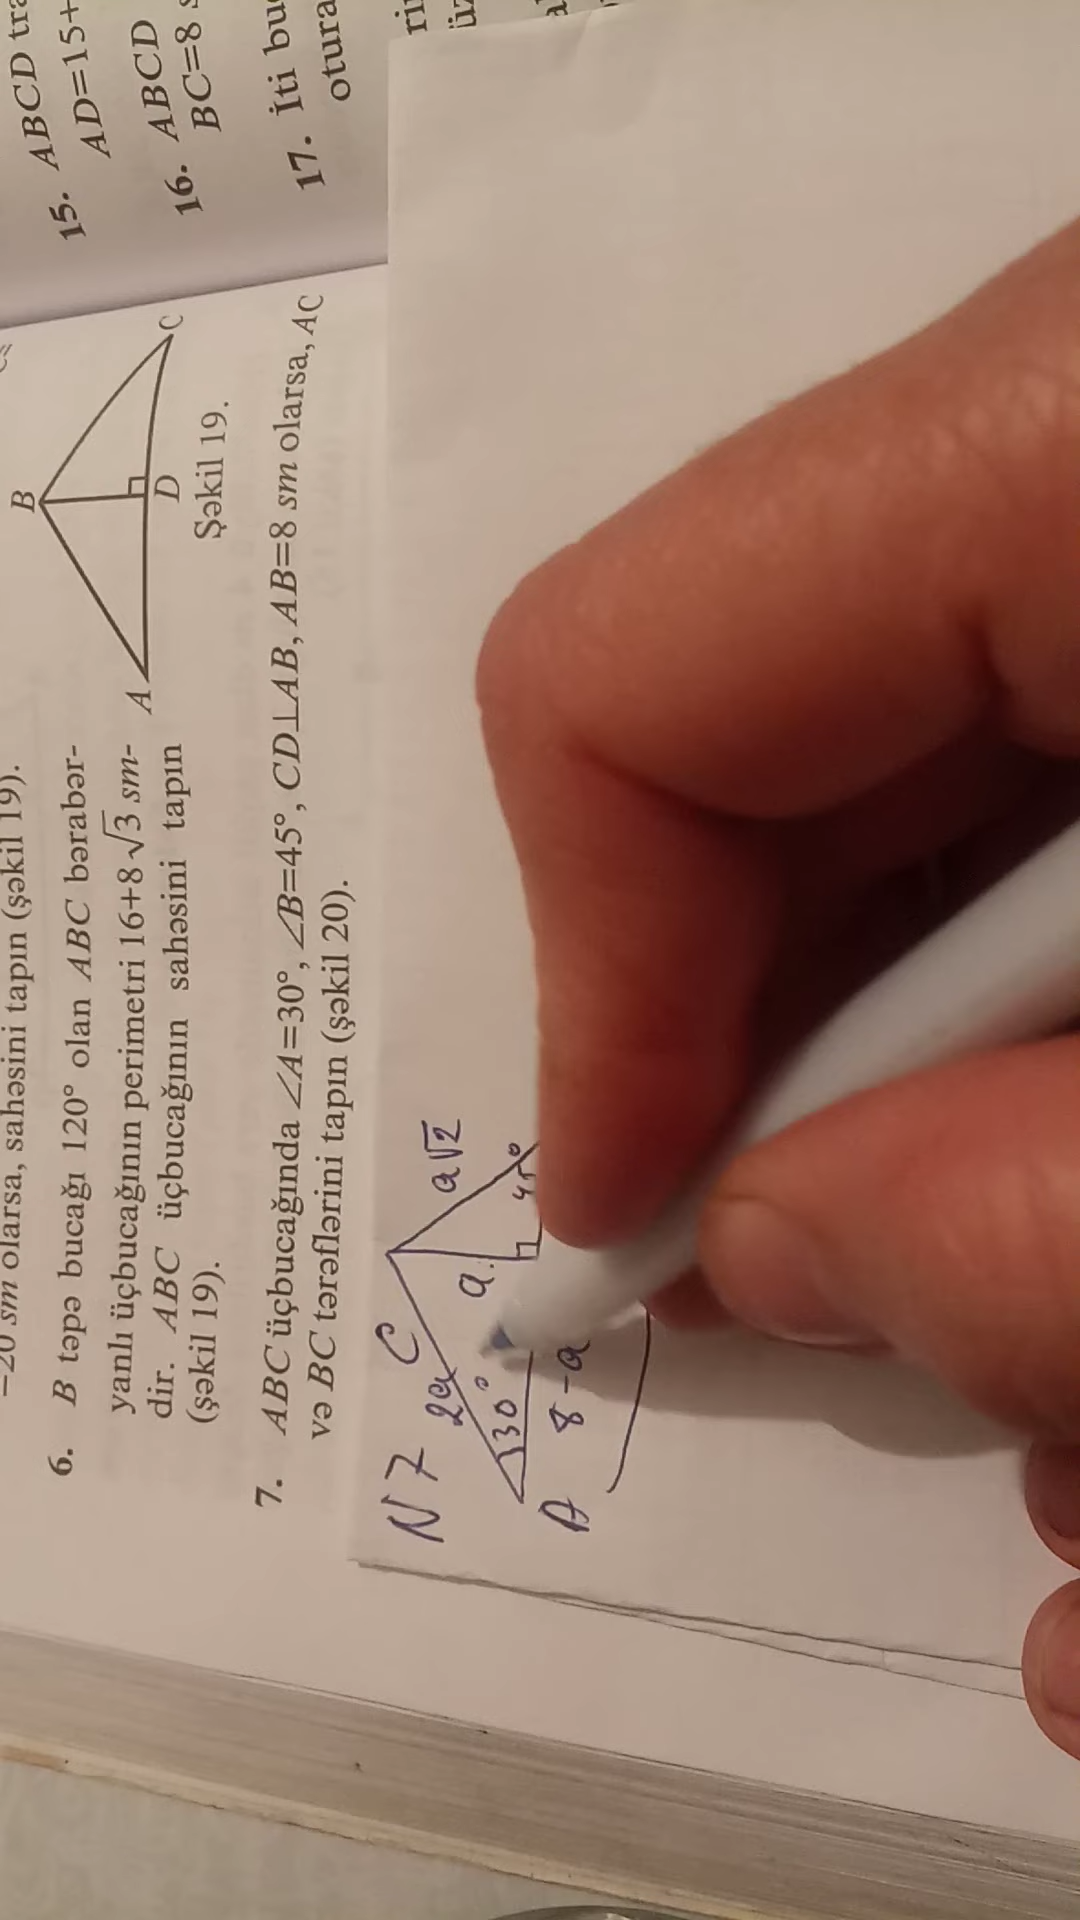 15. ABCD
AD=15+
16. ABCD
BC=8
17. İti
=20 sm olarsa, sahəsini tapın (şəkil 19).
6. B təpə bucağı 120° olan ABC bərabər-
yanlı üçbucağının perimetri 16+8√3 sm-
dir. ABC üçbucağının sahəsini tapın
(şəkil 19).
B
A
D
C
Şəkil 19.
7. ABC üçbucağında ∠A=30°, ∠B=45°, CD⊥AB, AB=8 sm olarsa, AC
və BC tərəflərini tapın (şəkil 20).
N 7
C
2a
a√2
a
30°
45°
A
8-a